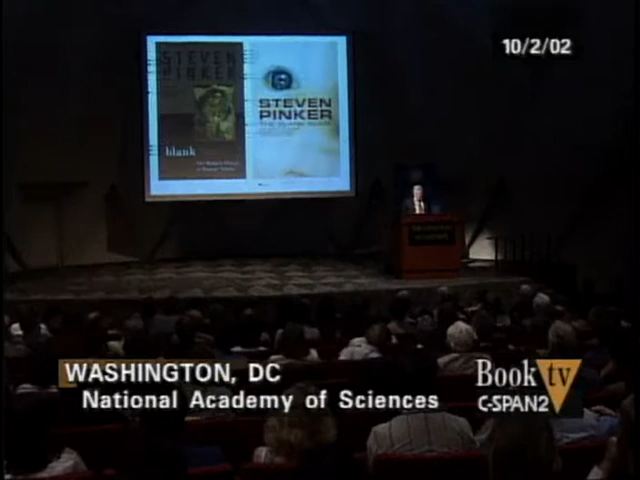 10/2/02
STEVEN
PINKER
blank
STEVEN
PINKER
WASHINGTON, DC
National Academy of Sciences
Book tv
C-SPAN2